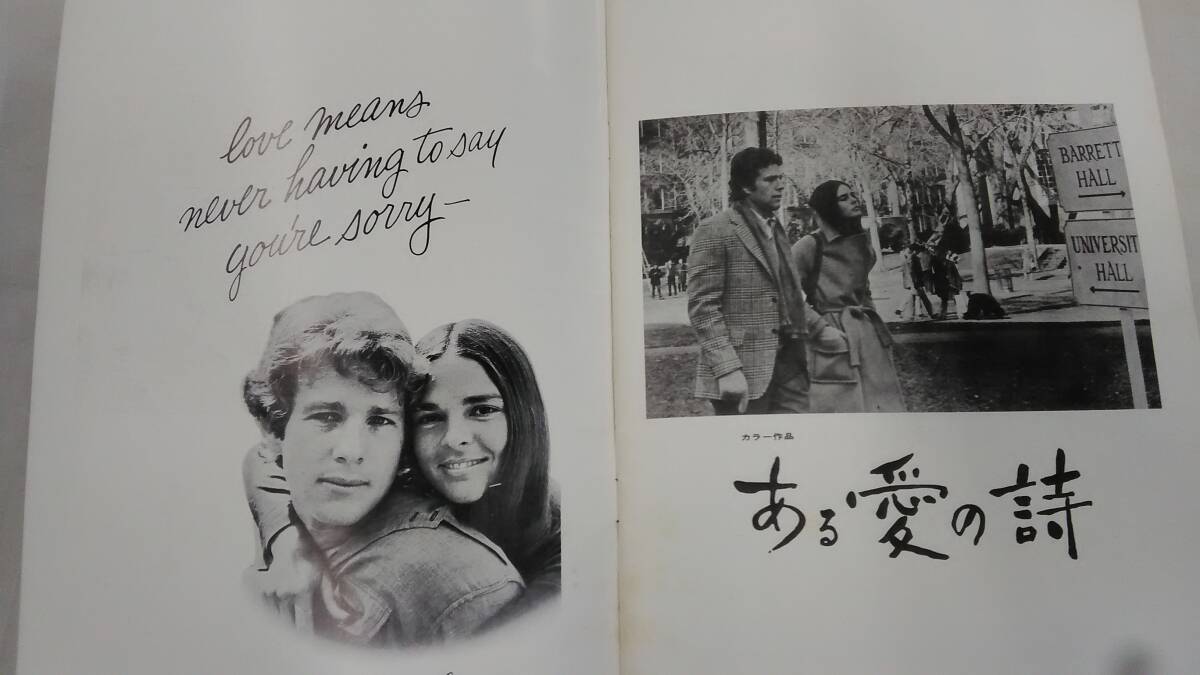 love means
never having to say
you're sorry—
BARRETT
HALL
UNIVERSIT
HALL
カラー作品
ある愛の詩